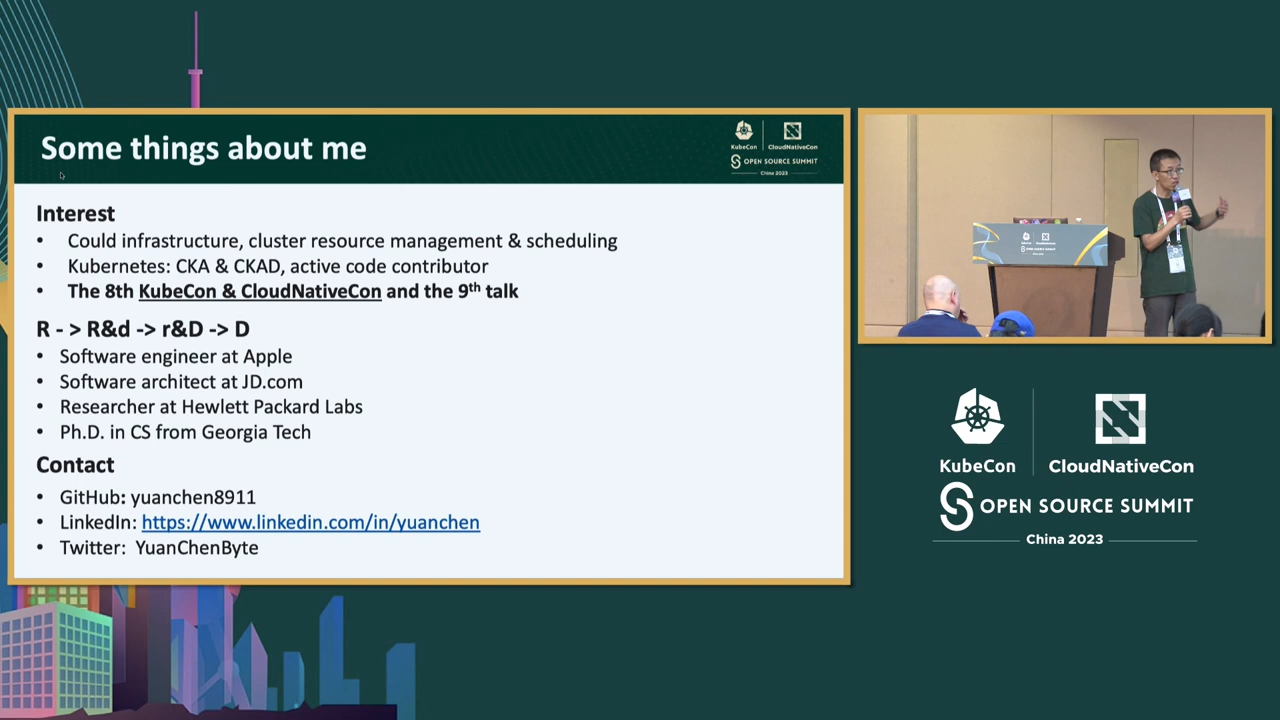 Some things about me
KubeCon CloudNativeCon
OPEN SOURCE SUMMIT
China 2023
Interest
• Could infrastructure, cluster resource management & scheduling
• Kubernetes: CKA & CKAD, active code contributor
• The 8th KubeCon & CloudNativeCon and the 9th talk
R - > R&d -> r&D -> D
• Software engineer at Apple
• Software architect at JD.com
• Researcher at Hewlett Packard Labs
• Ph.D. in CS from Georgia Tech
Contact
• GitHub: yuanchen8911
• LinkedIn: https://www.linkedin.com/in/yuanchen
• Twitter: YuanChenByte
KubeCon CloudNativeCon
OPEN SOURCE SUMMIT
China 2023